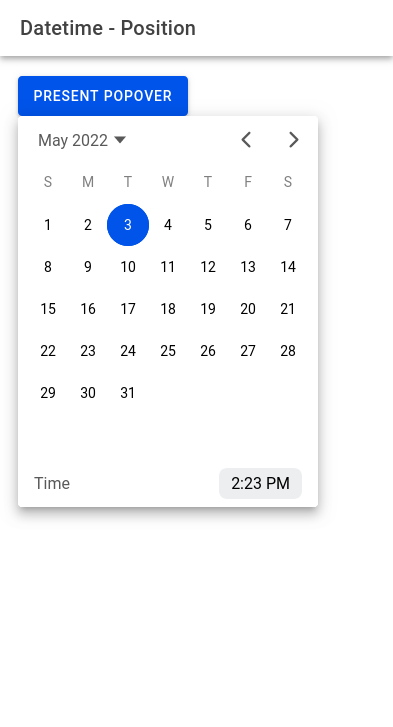 Datetime - Position
PRESENT POPOVER
May 2022
S M T W T F S
1 2 3 4 5 6 7
8 9 10 11 12 13 14
15 16 17 18 19 20 21
22 23 24 25 26 27 28
29 30 31
Time 2:23 PM